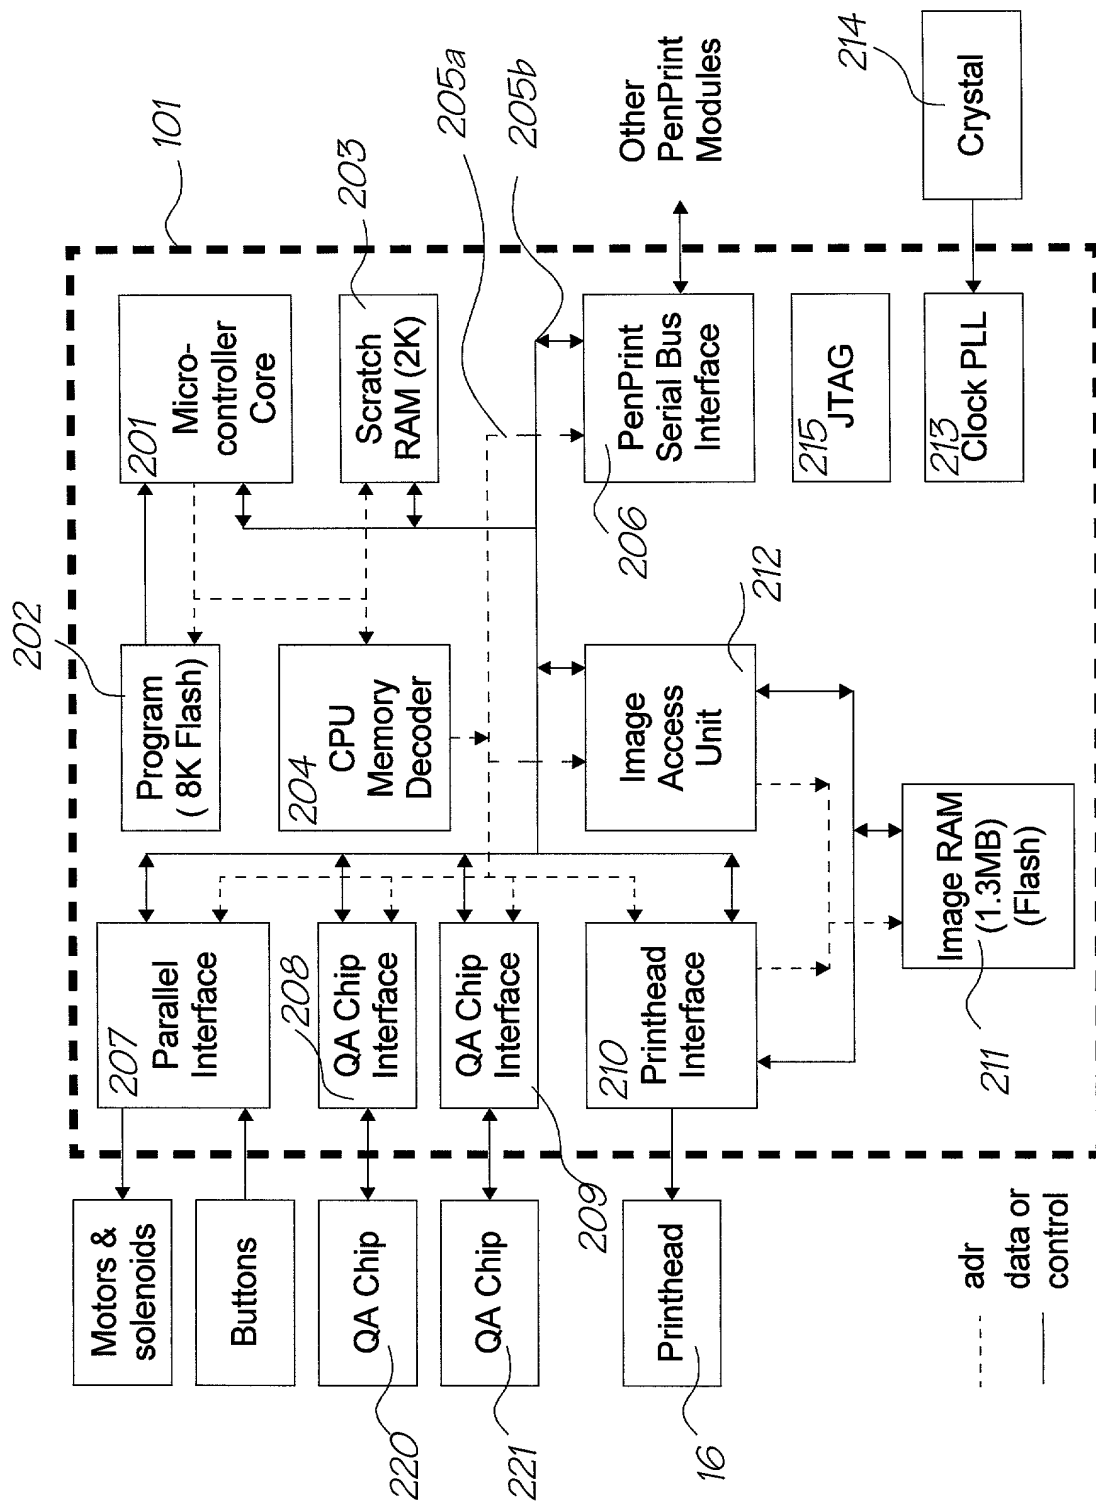 Motors &
solenoids
Buttons
QA Chip
220
QA Chip
221
Printhead
16
207
Parallel
Interface
208
QA Chip
Interface
QA Chip
Interface
209
210
Printhead
Interface
202
Program
( 8K Flash)
204
CPU
Memory
Decoder
Image
Access
Unit
212
Image RAM
(1.3MB)
(Flash)
211
101
201
Micro-
controller
Core
203
Scratch
RAM (2K)
205a
205b
PenPrint
Serial Bus
Interface
206
Other
PenPrint
Modules
215
JTAG
213
Clock PLL
214
Crystal
adr
data or
control